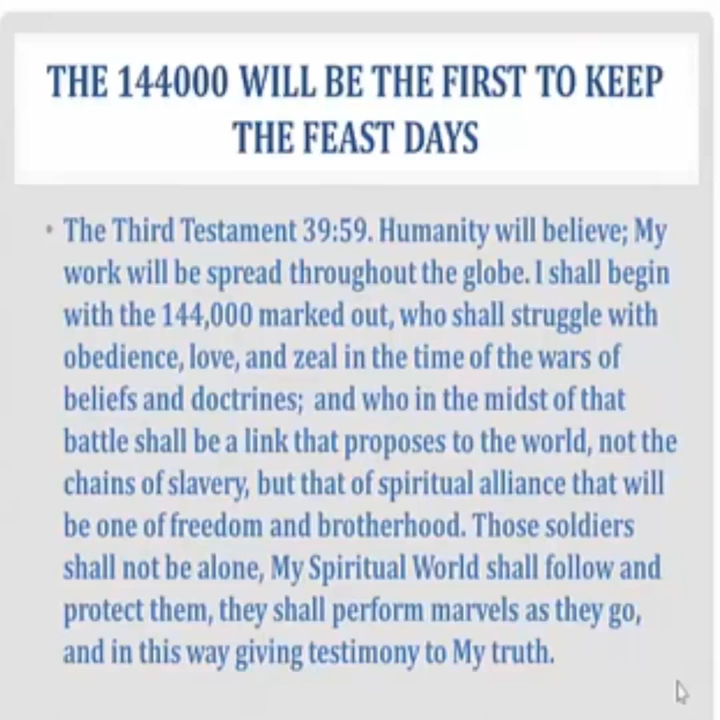 THE 144000 WILL BE THE FIRST TO KEEP
THE FEAST DAYS
• The Third Testament 39:59. Humanity will believe; My
work will be spread throughout the globe. I shall begin
with the 144,000 marked out, who shall struggle with
obedience, love, and zeal in the time of the wars of
beliefs and doctrines; and who in the midst of that
battle shall be a link that proposes to the world, not the
chains of slavery, but that of spiritual alliance that will
be one of freedom and brotherhood. Those soldiers
shall not be alone, My Spiritual World shall follow and
protect them, they shall perform marvels as they go,
and in this way giving testimony to My truth.